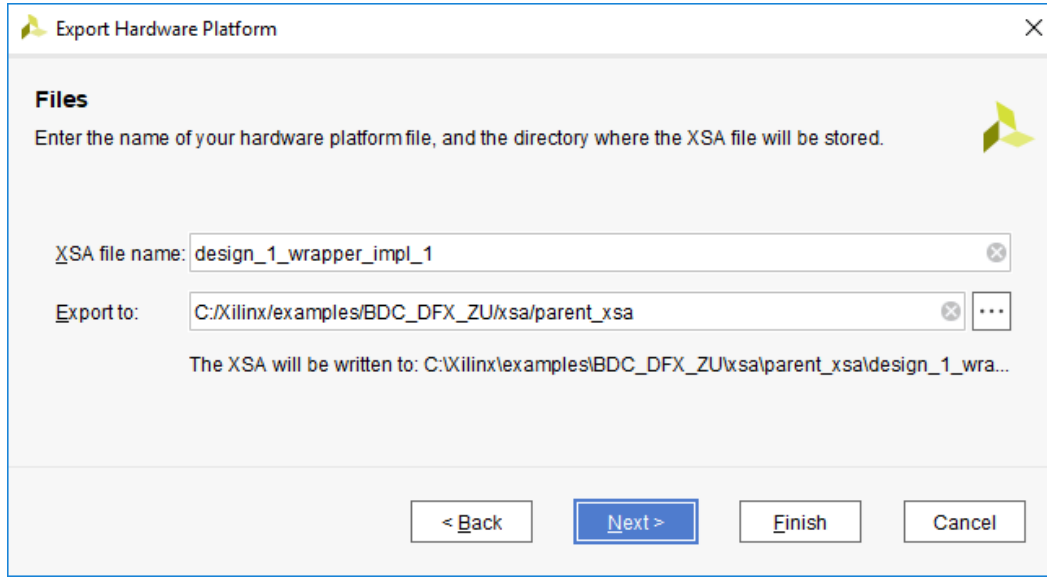 Export Hardware Platform
Files
Enter the name of your hardware platform file, and the directory where the XSA file will be stored.
XSA file name: design_1_wrapper_impl_1
Export to: C:/Xilinx/examples/BDC_DFX_ZU/xsa/parent_xsa ...
The XSA will be written to: C:\Xilinx\examples\BDC_DFX_ZU\xsa\parent_xsa\design_1_wra...
< Back Next > Finish Cancel